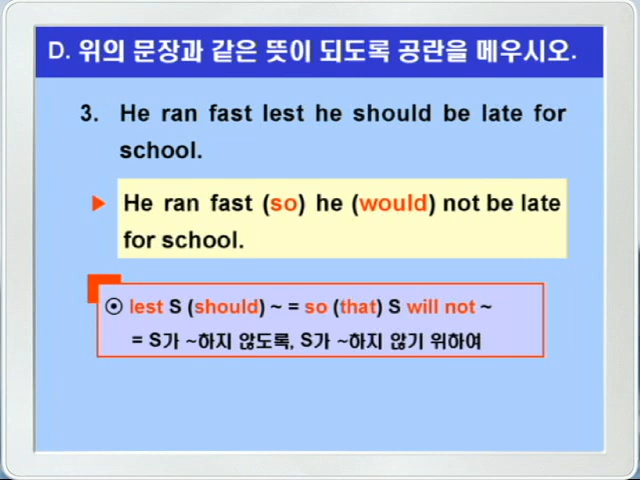 D. 위의 문장과 같은 뜻이 되도록 공란을 메우시오.
3. He ran fast lest he should be late for
school.
▶ He ran fast (so) he (would) not be late
for school.
⊙ lest S (should) ~ = so (that) S will not ~
= S가 ~하지 않도록, S가 ~하지 않기 위하여